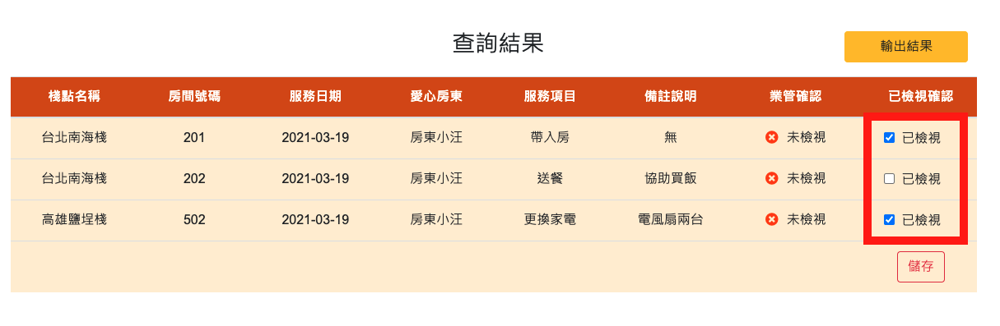 查詢結果
輸出結果
棧點名稱 房間號碼 服務日期 愛心房東 服務項目 備註說明 業管確認 已檢視確認
台北南海棧 201 2021-03-19 房東小汪 帶入房 無 未檢視 已檢視
台北南海棧 202 2021-03-19 房東小汪 送餐 協助買飯 未檢視 已檢視
高雄鹽埕棧 502 2021-03-19 房東小汪 更換家電 電風扇兩台 未檢視 已檢視
儲存